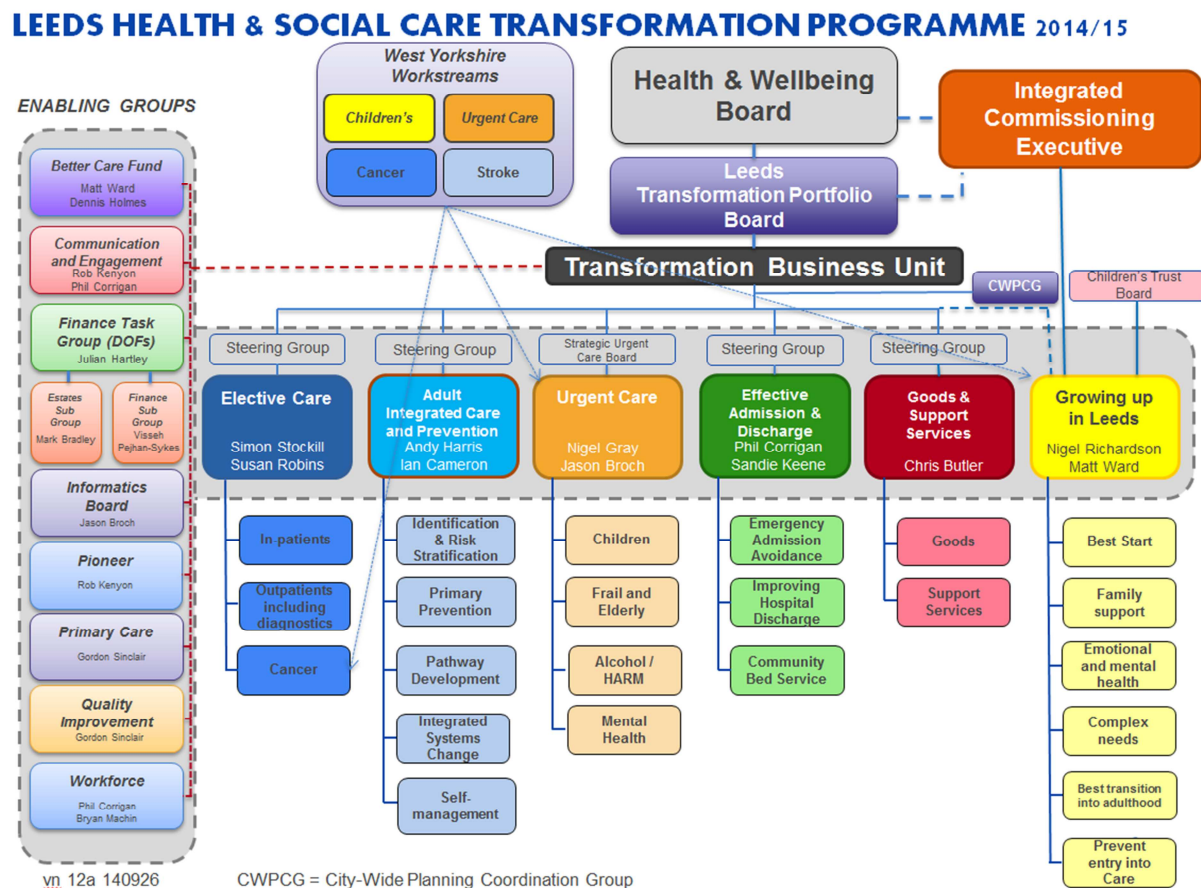 LEEDS HEALTH & SOCIAL CARE TRANSFORMATION PROGRAMME 2014/15
West Yorkshire
Workstreams
Children's
Urgent Care
Cancer
Stroke
Health & Wellbeing
Board
Integrated
Commissioning
Executive
Leeds
Transformation Portfolio
Board
Transformation Business Unit
CWPCG
Children's Trust
Board
ENABLING GROUPS
Better Care Fund
Matt Ward
Dennis Holmes
Communication
and Engagement
Rob Kenyon
Phil Corrigan
Finance Task
Group (DOFs)
Julian Hartley
Estates
Sub
Group
Mark Bradley
Finance
Sub
Group
Visseh
Pejhan-Sykes
Informatics
Board
Jason Broch
Pioneer
Rob Kenyon
Primary Care
Gordon Sinclair
Quality
Improvement
Gordon Sinclair
Workforce
Phil Corrigan
Bryan Machin
Steering Group
Elective Care
Simon Stockill
Susan Robins
In-patients
Outpatients
including
diagnostics
Cancer
Steering Group
Adult
Integrated Care
and Prevention
Andy Harris
Ian Cameron
Identification
& Risk
Stratification
Primary
Prevention
Pathway
Development
Integrated
Systems
Change
Self-
management
Strategic Urgent
Care Board
Urgent Care
Nigel Gray
Jason Broch
Children
Frail and
Elderly
Alcohol /
HARM
Mental
Health
Steering Group
Effective
Admission &
Discharge
Phil Corrigan
Sandie Keene
Emergency
Admission
Avoidance
Improving
Hospital
Discharge
Community
Bed Service
Steering Group
Goods &
Support
Services
Chris Butler
Goods
Support
Services
Growing up
in Leeds
Nigel Richardson
Matt Ward
Best Start
Family
support
Emotional
and mental
health
Complex
needs
Best transition
into adulthood
Prevent
entry into
Care
vn 12a 140926
CWPCG = City-Wide Planning Coordination Group